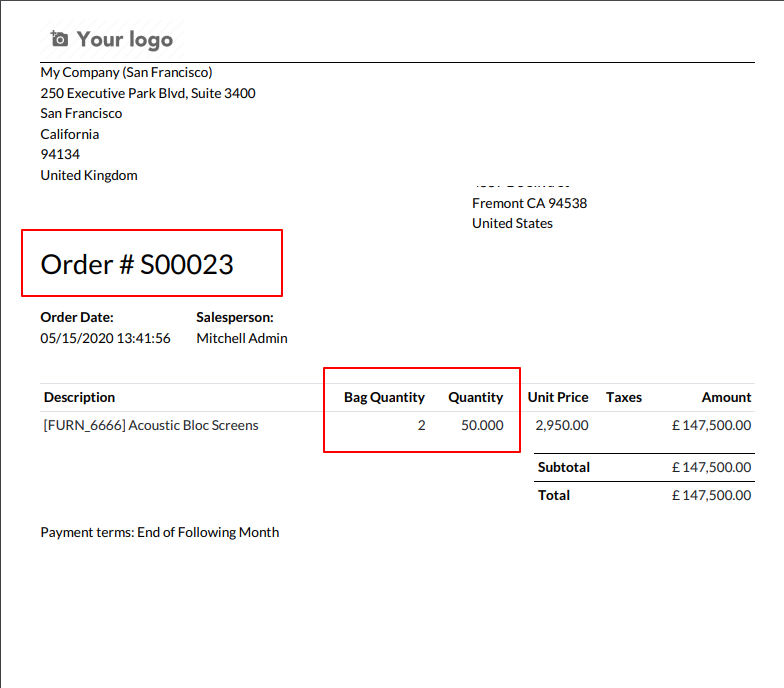 Your logo
My Company (San Francisco)
250 Executive Park Blvd, Suite 3400
San Francisco
California
94134
United Kingdom
Fremont CA 94538
United States
Order # S00023
Order Date: Salesperson:
05/15/2020 13:41:56 Mitchell Admin
Description Bag Quantity Quantity Unit Price Taxes Amount
[FURN_6666] Acoustic Bloc Screens 2 50.000 2,950.00 £ 147,500.00
Subtotal £ 147,500.00
Total £ 147,500.00
Payment terms: End of Following Month